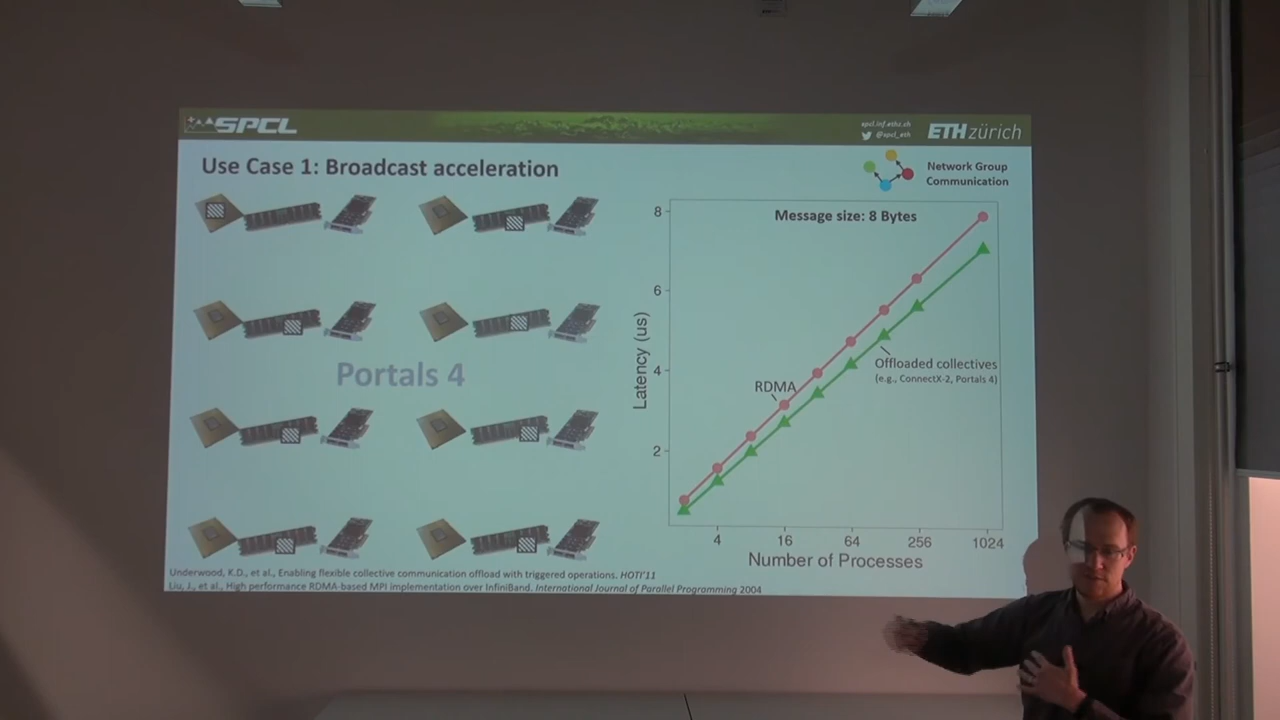 SPCL
spcl.inf.ethz.ch
@spcl_eth
ETH zürich
Use Case 1: Broadcast acceleration
Network Group
Communication
Portals 4
Message size: 8 Bytes
8
6
4
2
Latency (us)
RDMA
Offloaded collectives
(e.g., ConnectX-2, Portals 4)
4 16 64 256 1024
Number of Processes
Underwood, K.D., et al., Enabling flexible collective communication offload with triggered operations. HOTI'11
Liu, J., et al., High performance RDMA-based MPI implementation over InfiniBand. International Journal of Parallel Programming 2004